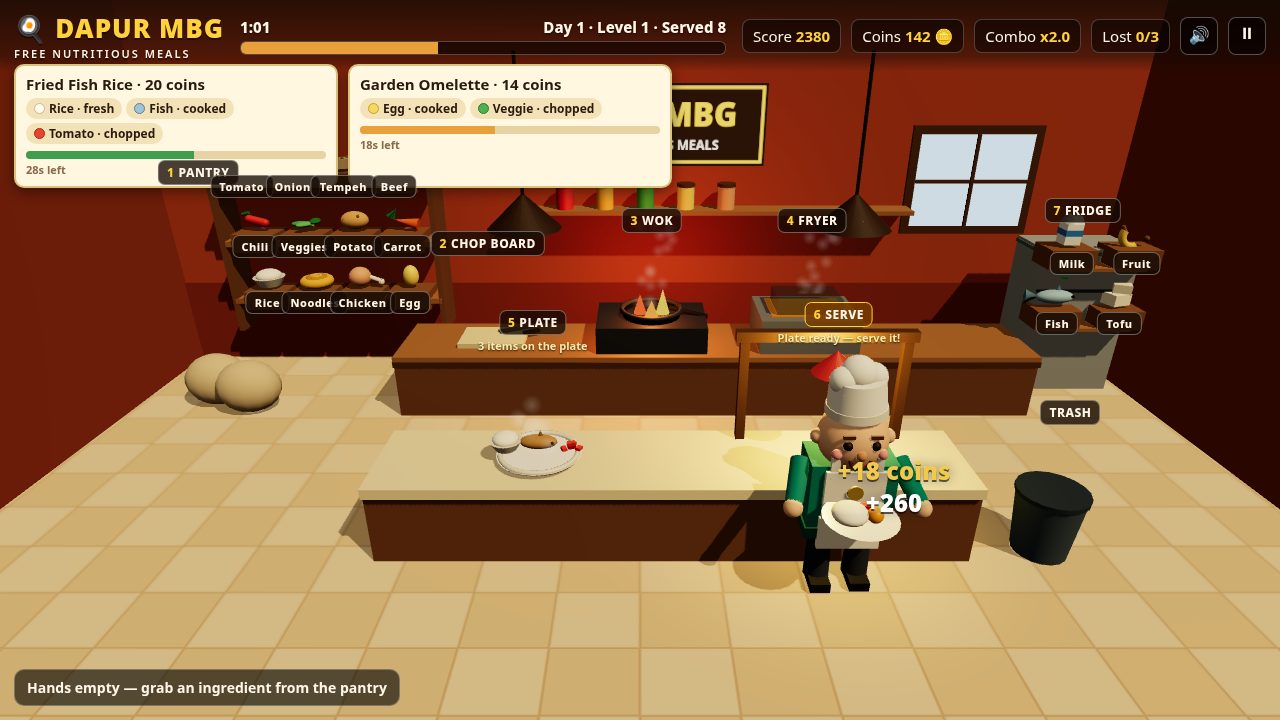 🍳 DAPUR MBG
FREE NUTRITIOUS MEALS
1:01
Day 1 · Level 1 · Served 8
Score 2380
Coins 142 🪙
Combo x2.0
Lost 0/3
Fried Fish Rice · 20 coins
Rice · fresh
Fish · cooked
Tomato · chopped
28s left
Garden Omelette · 14 coins
Egg · cooked
Veggie · chopped
18s left
MBG
MEALS
1 PANTRY
Tomato
Onion
Tempeh
Beef
Chili
Veggies
Potato
Carrot
Rice
Noodle
Chicken
Egg
2 CHOP BOARD
3 WOK
4 FRYER
7 FRIDGE
Milk
Fruit
Fish
Tofu
5 PLATE
3 items on the plate
6 SERVE
Plate ready — serve it!
TRASH
+18 coins
+260
Hands empty — grab an ingredient from the pantry